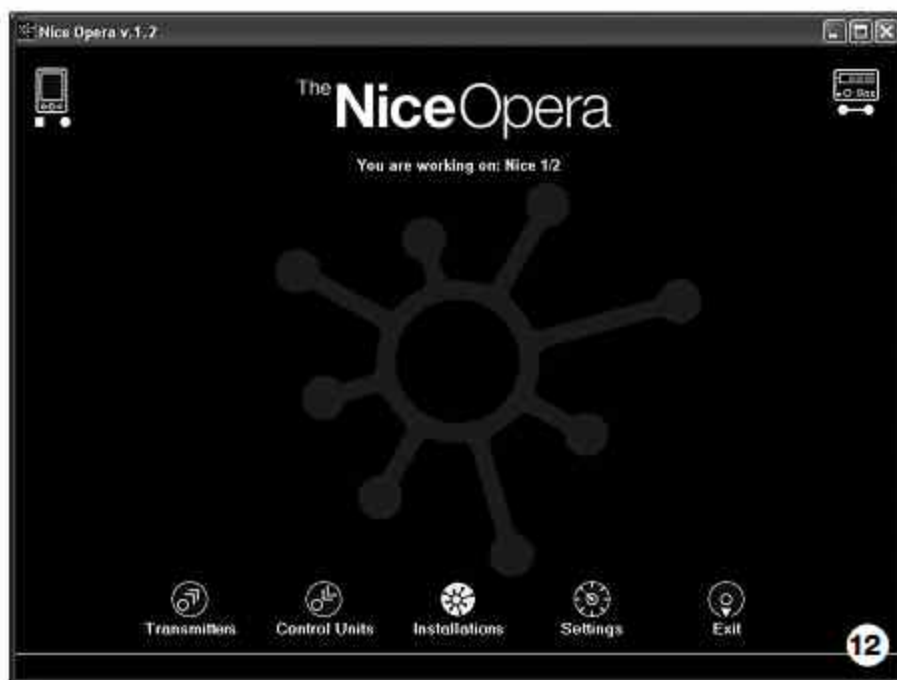 Nice Opera v.1.2
The NiceOpera
You are working on: Nice 1/2
Transmitters Control Units Installations Settings Exit
12